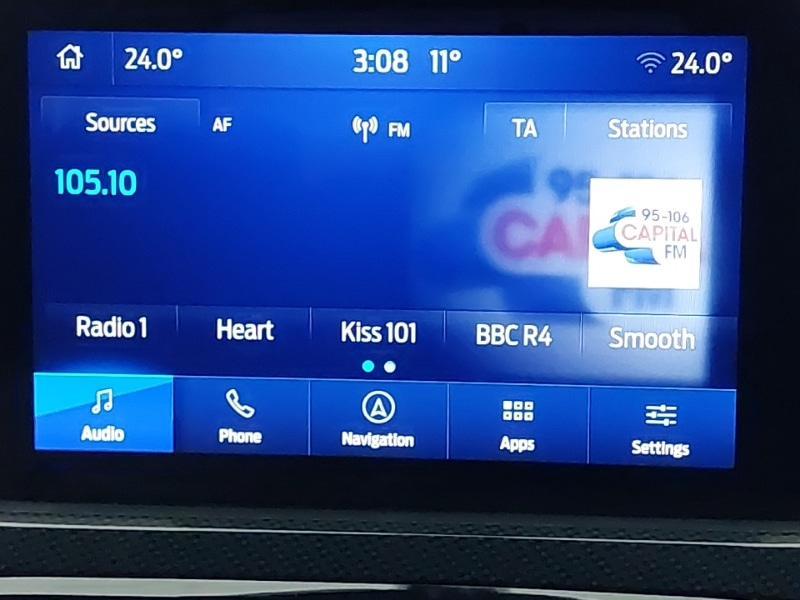 24.0° 3:08 11° 24.0°
Sources AF FM TA Stations
105.10
95-106
CAPITAL
FM
Radio 1 Heart Kiss 101 BBC R4 Smooth
Audio Phone Navigation Apps Settings